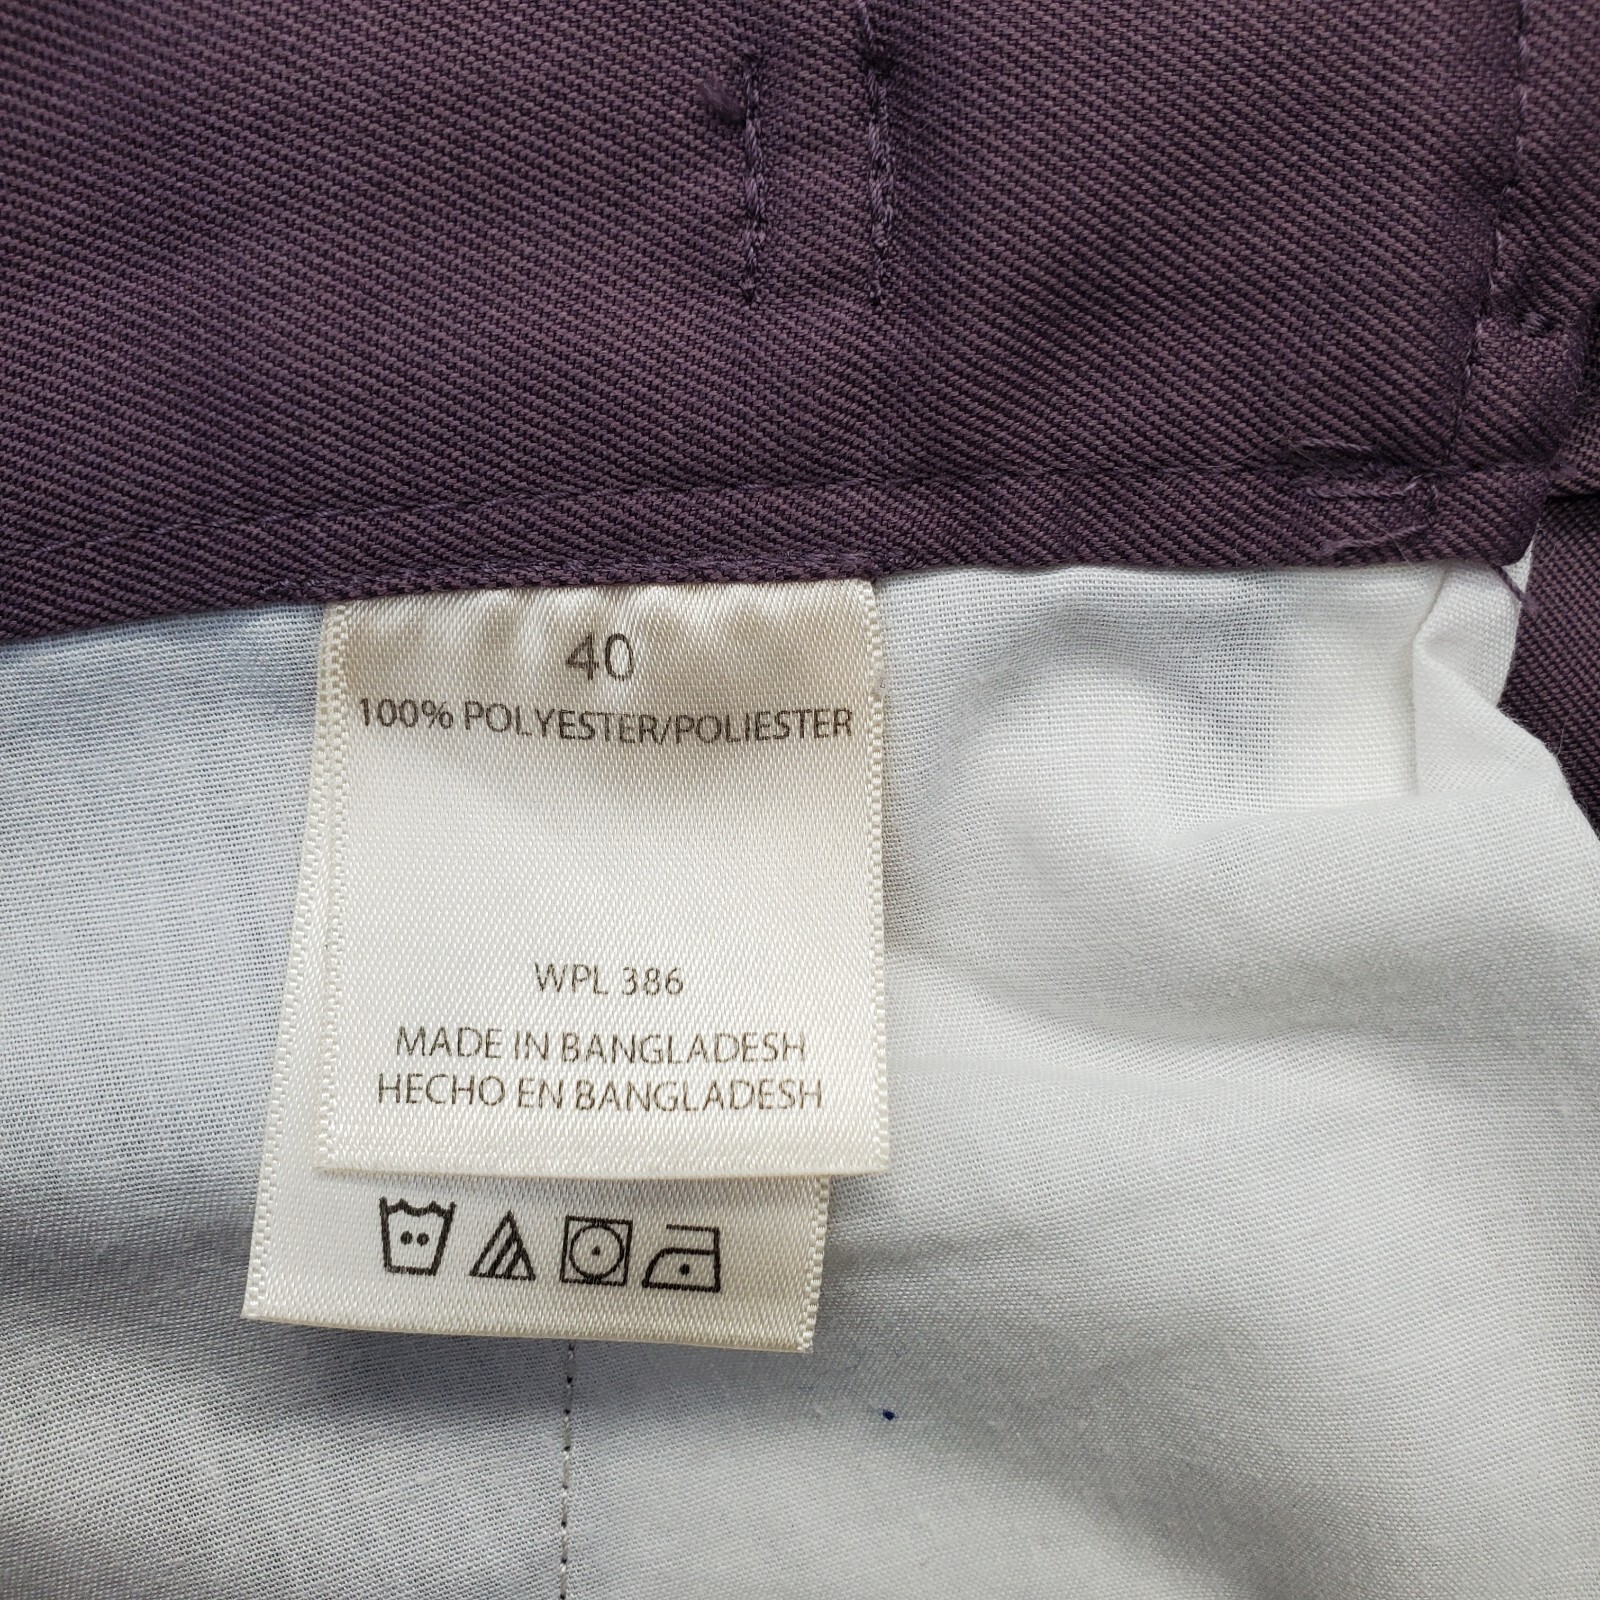 40
100% POLYESTER/POLIESTER
WPL 386
MADE IN BANGLADESH
HECHO EN BANGLADESH